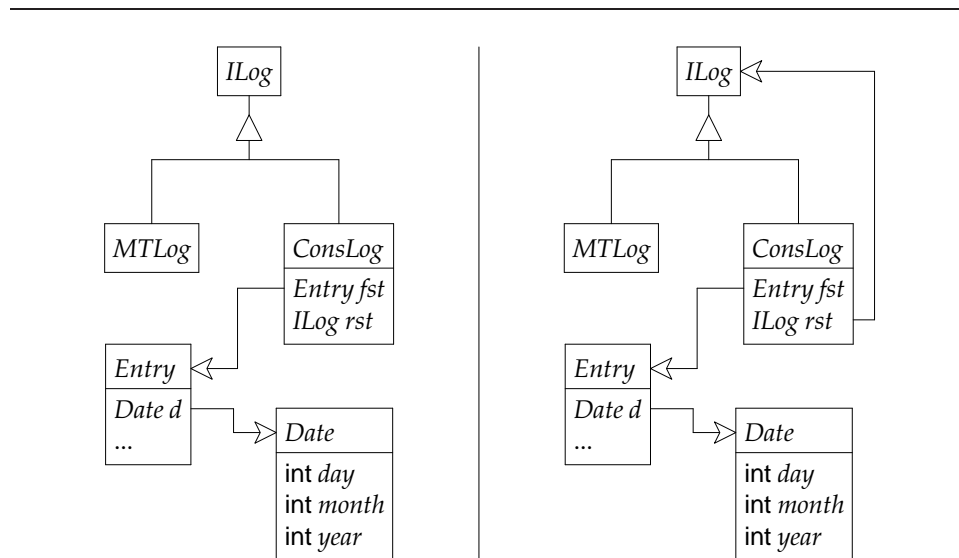 ILog
MTLog
ConsLog
Entry fst
ILog rst
Entry
Date d
...
Date
int day
int month
int year
ILog
MTLog
ConsLog
Entry fst
ILog rst
Entry
Date d
...
Date
int day
int month
int year